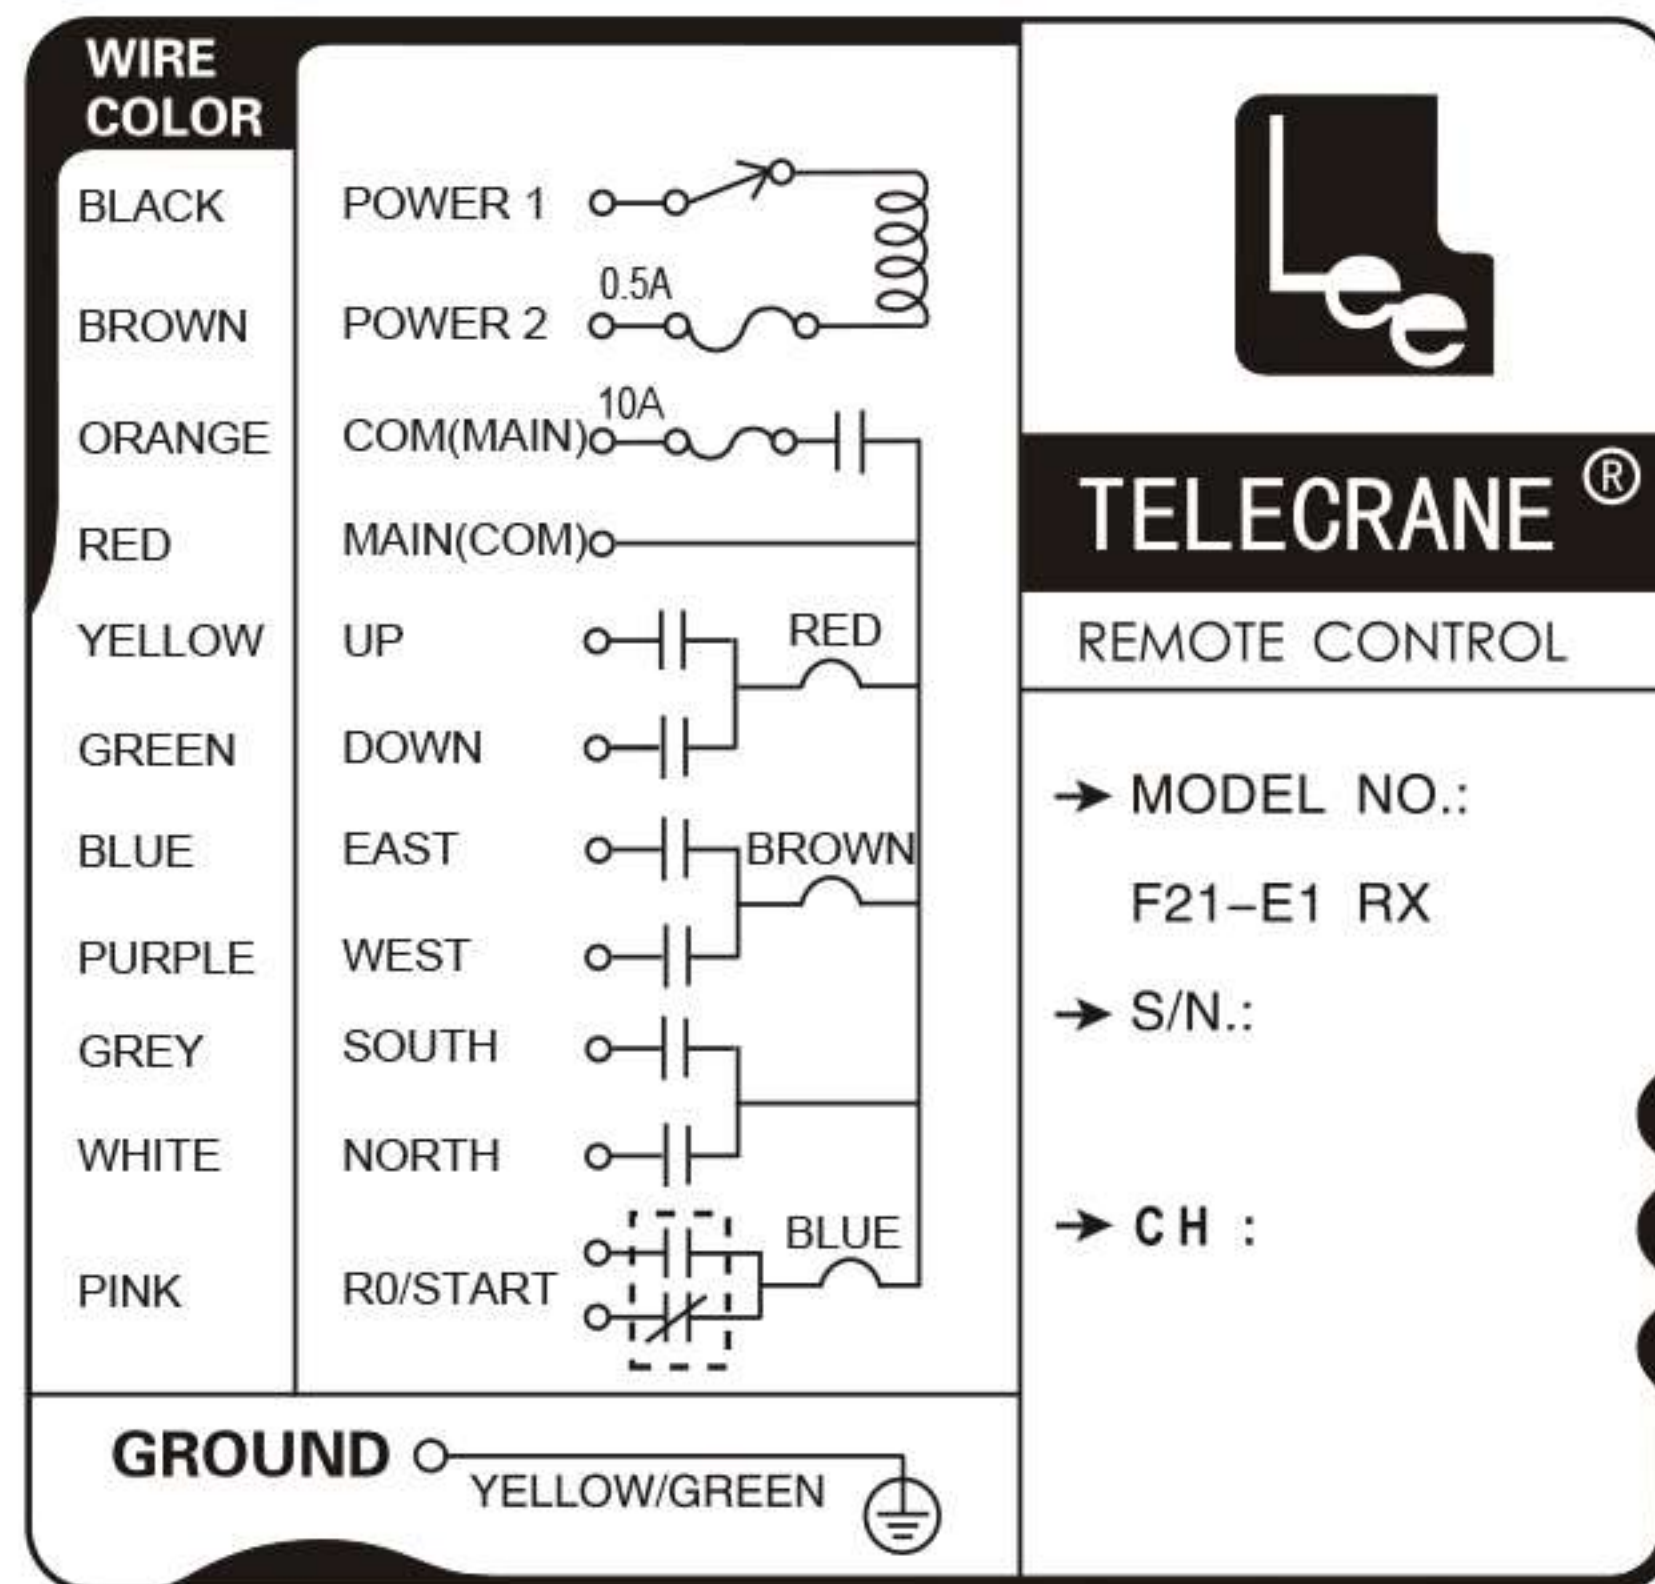 WIRE
COLOR
BLACK POWER 1
0.5A
BROWN POWER 2
10A
ORANGE COM(MAIN)
RED MAIN(COM)
YELLOW UP RED
GREEN DOWN
BLUE EAST BROWN
PURPLE WEST
GREY SOUTH
WHITE NORTH
BLUE
PINK R0/START
GROUND
YELLOW/GREEN
Lee
TELECRANE ®
REMOTE CONTROL
→ MODEL NO.:
F21-E1 RX
→ S/N.:
→ CH :